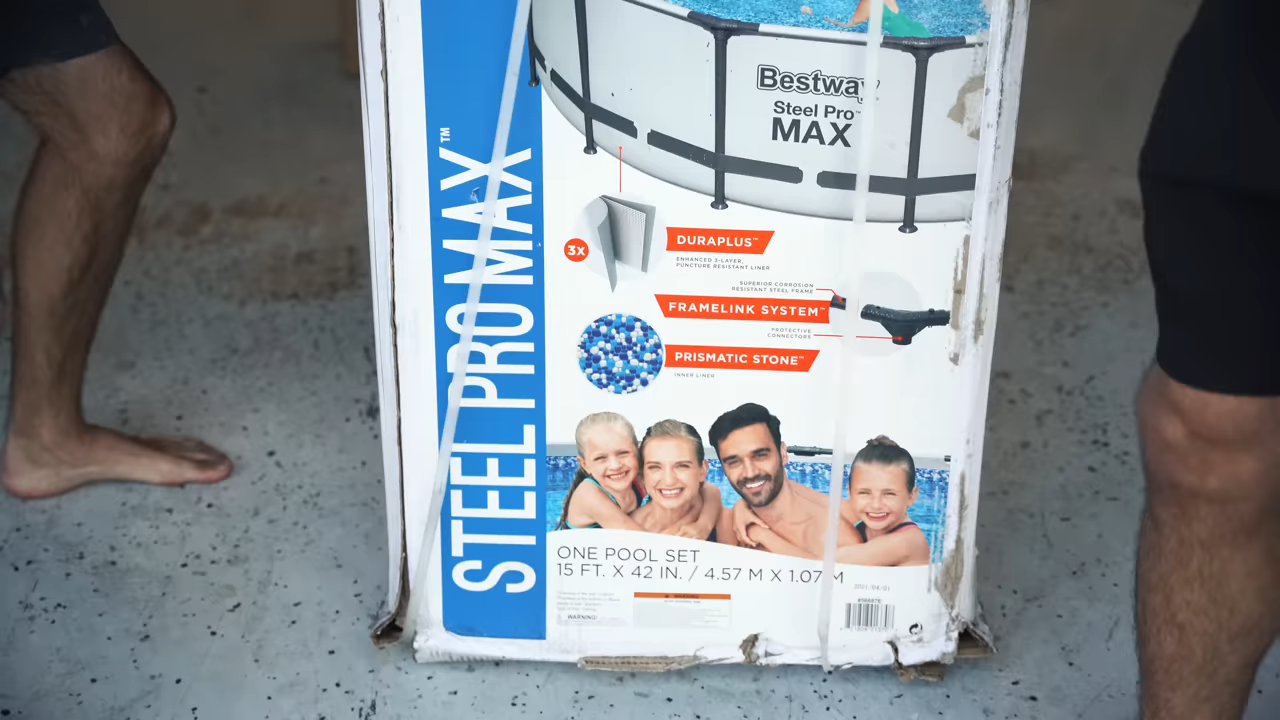 STEEL PRO MAX™
Bestway
Steel Pro™
MAX
3X
DURAPLUS™
ENHANCED 3-LAYER,
PUNCTURE RESISTANT LINER
SUPERIOR CORROSION
RESISTANT STEEL FRAME
FRAMELINK SYSTEM™
PROTECTIVE
CONNECTORS
PRISMATIC STONE™
INNER LINER
ONE POOL SET
15 FT. X 42 IN. / 4.57 M X 1.07 M
WARNING
WARNING!